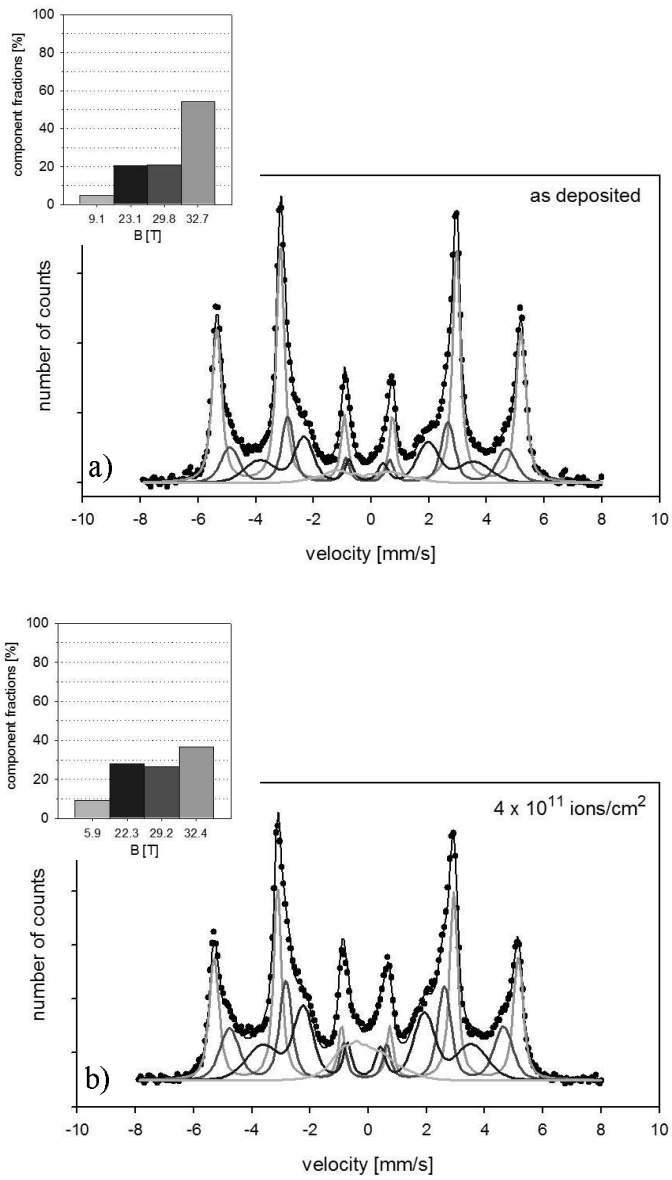 component fractions [%]
100
80
60
40
20
0
9.1 23.1 29.8 32.7
B [T]
as deposited
number of counts
a)
-10 -8 -6 -4 -2 0 2 4 6 8 10
velocity [mm/s]
component fractions [%]
100
80
60
40
20
0
5.9 22.3 29.2 32.4
B [T]
4 x 10¹¹ ions/cm²
number of counts
b)
-10 -8 -6 -4 -2 0 2 4 6 8 10
velocity [mm/s]